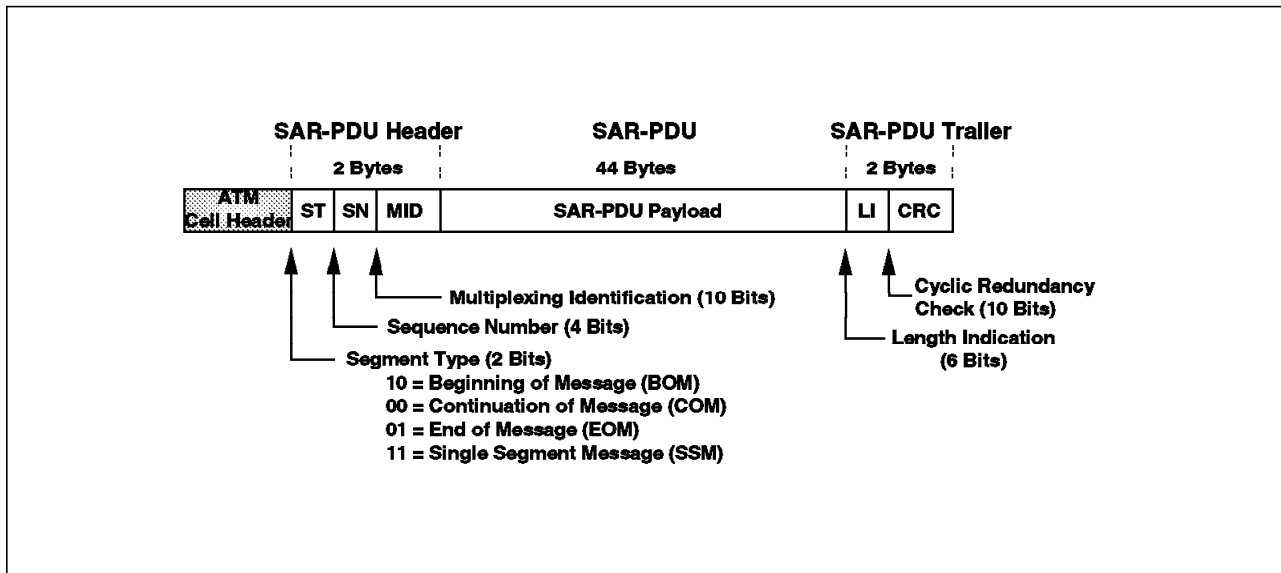 SAR-PDU Header SAR-PDU SAR-PDU Trailer
2 Bytes 44 Bytes 2 Bytes
ATM
Cell Header ST SN MID SAR-PDU Payload LI CRC
Multiplexing Identification (10 Bits)
Sequence Number (4 Bits)
Segment Type (2 Bits)
10 = Beginning of Message (BOM)
00 = Continuation of Message (COM)
01 = End of Message (EOM)
11 = Single Segment Message (SSM)
Cyclic Redundancy
Check (10 Bits)
Length Indication
(6 Bits)